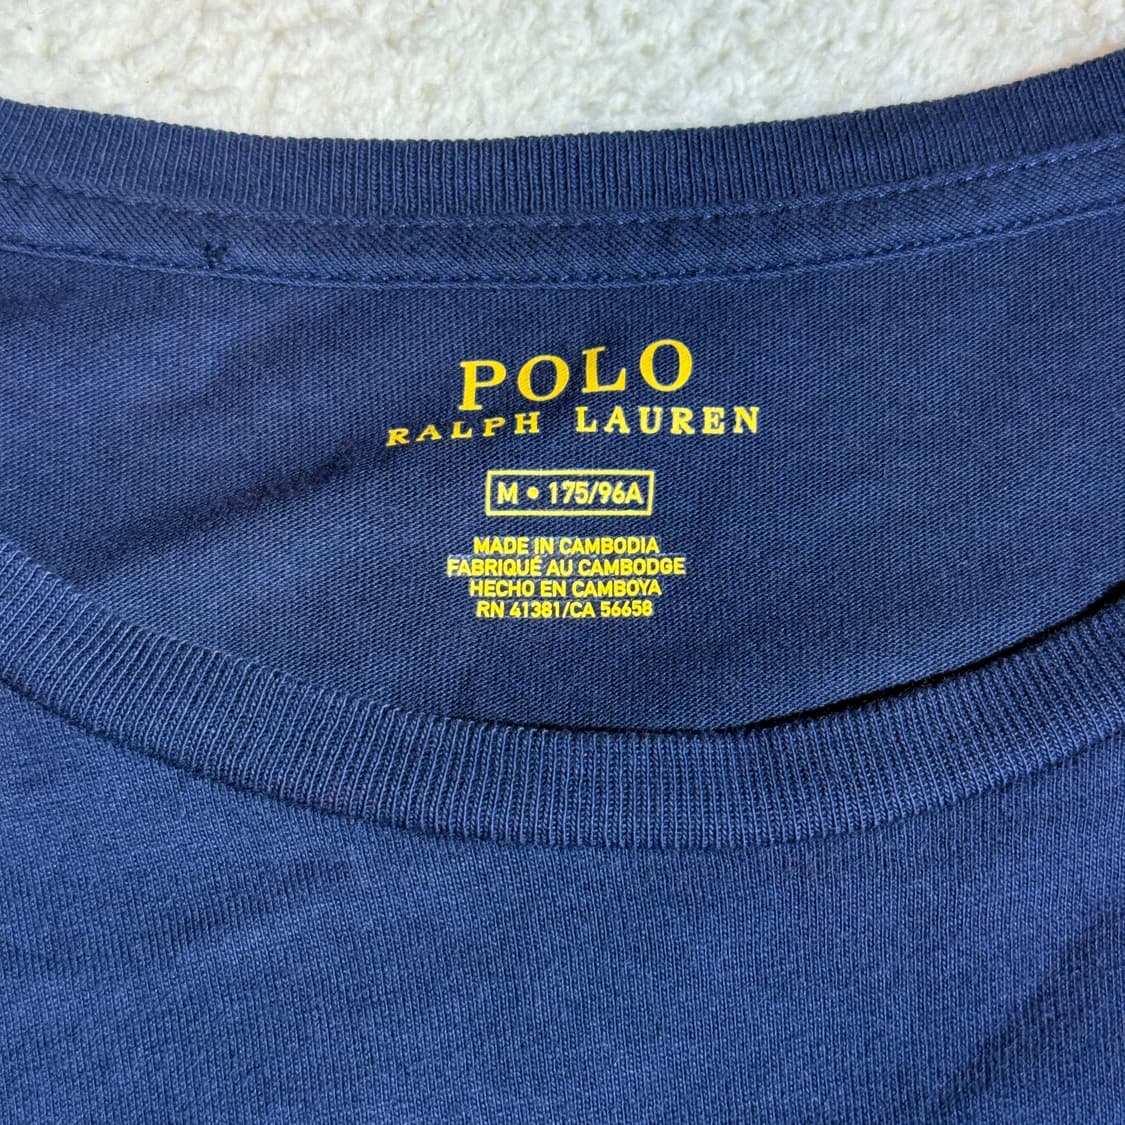 POLO
RALPH LAUREN
M • 175/96A
MADE IN CAMBODIA
FABRIQUÉ AU CAMBODGE
HECHO EN CAMBOYA
RN 41381/CA 56658